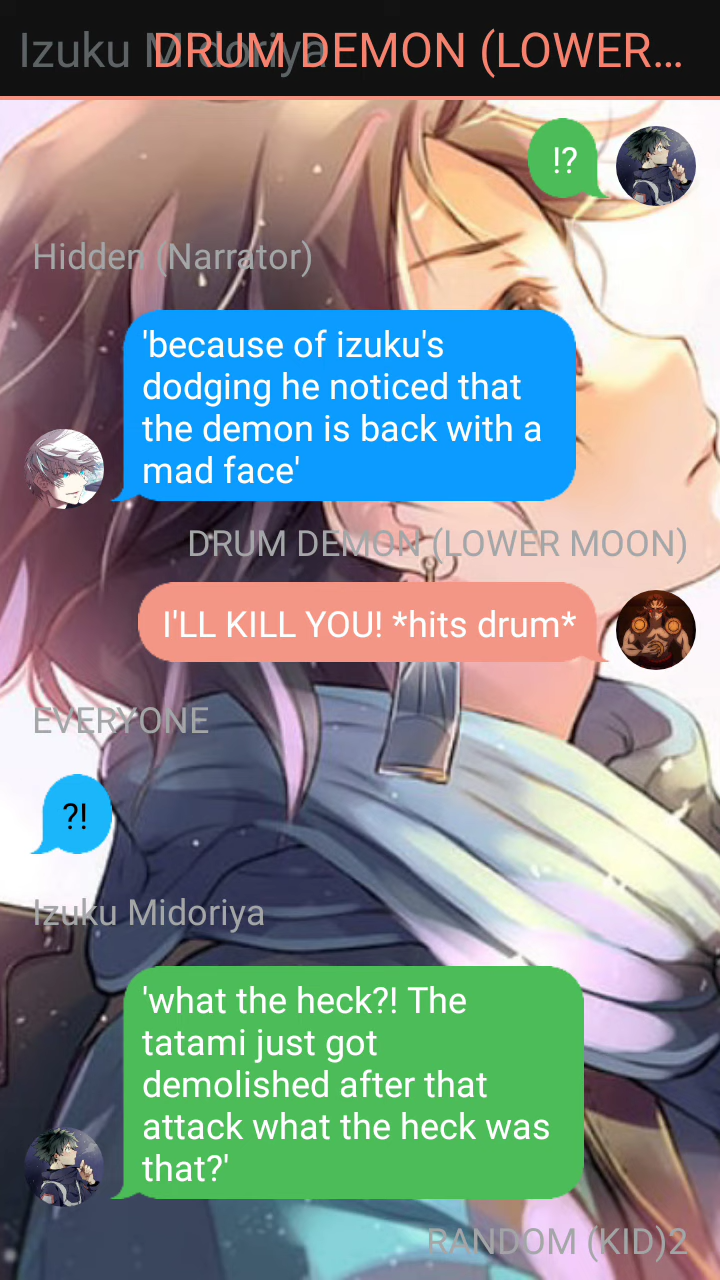 Izuku Midoriya
DRUM DEMON (LOWER...
!?
Hidden (Narrator)
'because of izuku's
dodging he noticed that
the demon is back with a
mad face'
DRUM DEMON (LOWER MOON)
I'LL KILL YOU! *hits drum*
EVERYONE
?!
Izuku Midoriya
'what the heck?! The
tatami just got
demolished after that
attack what the heck was
that?'
RANDOM (KID)2